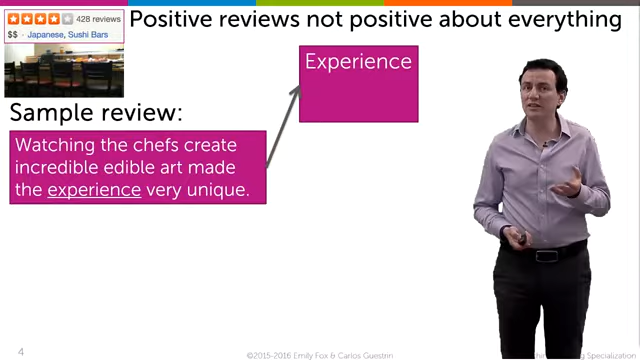 Positive reviews not positive about everything
428 reviews
$$ · Japanese, Sushi Bars
Experience
Sample review:
Watching the chefs create
incredible edible art made
the experience very unique.
4
©2015-2016 Emily Fox & Carlos Guestrin
Specialization